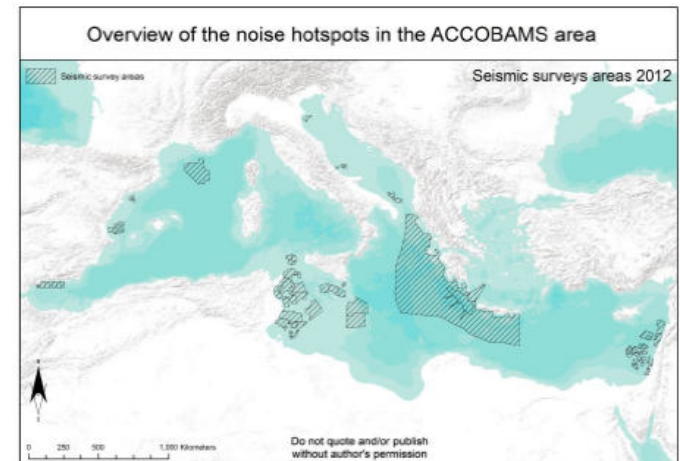 Overview of the noise hotspots in the ACCOBAMS area
Seismic survey areas
Seismic surveys areas 2012
0 250 500 1,000 Kilometers
Do not quote and/or publish
without author's permission